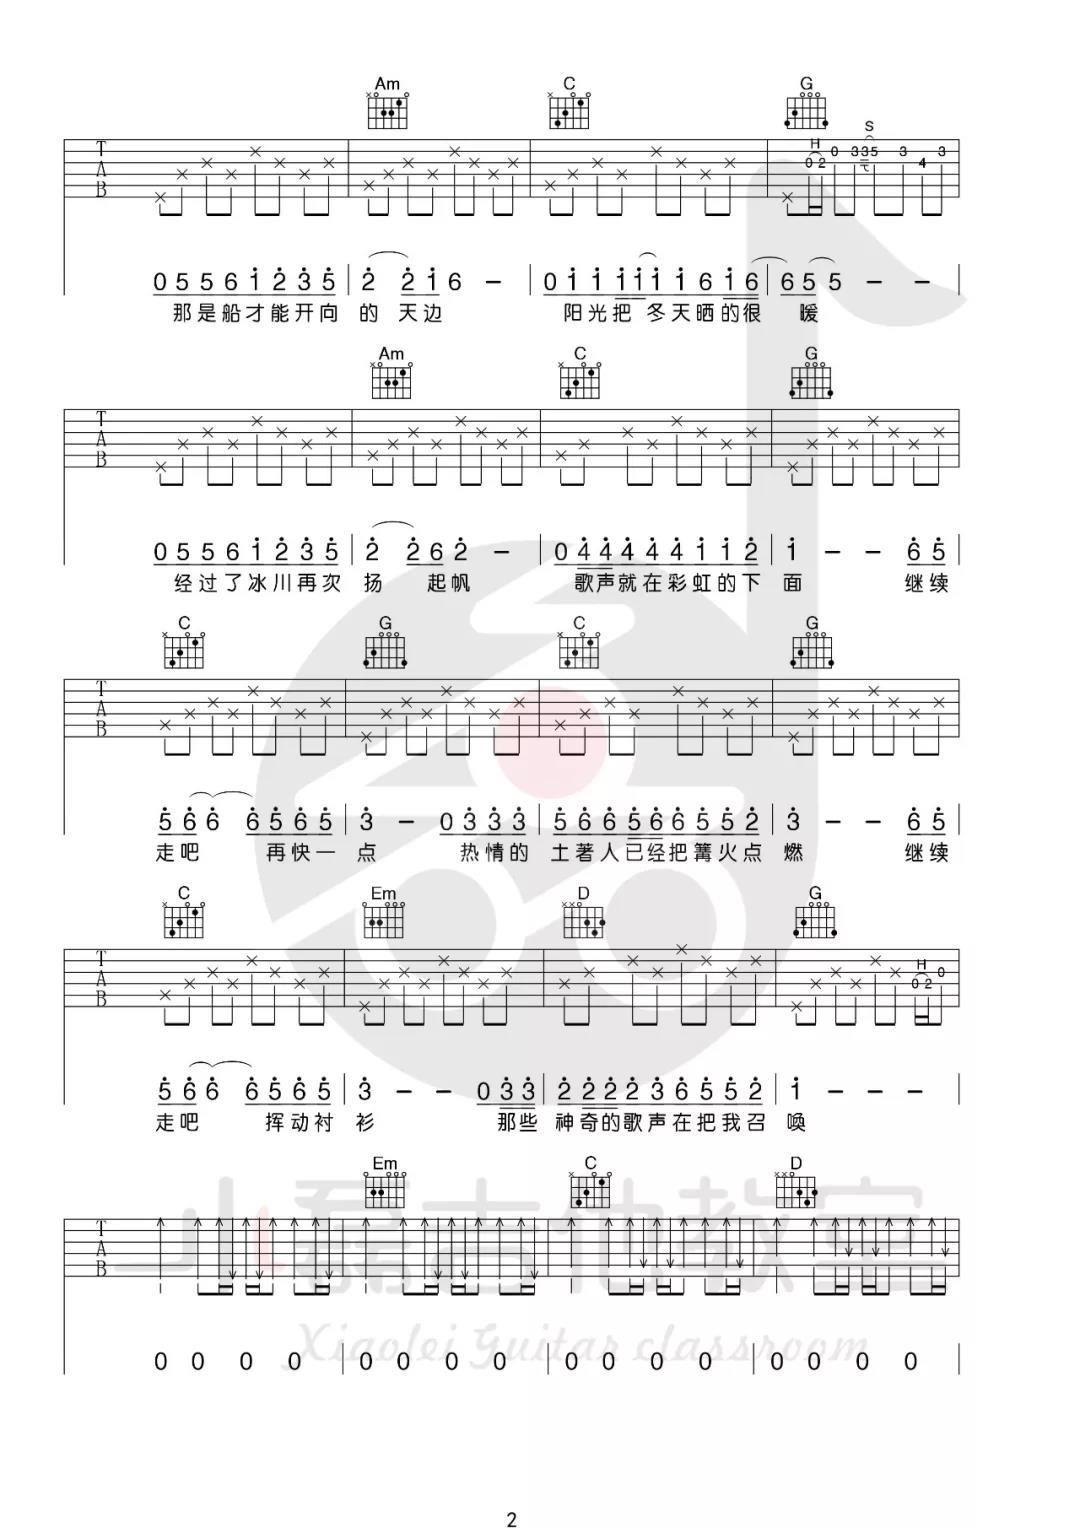 Am C G
H S
T
A
B
0 2 0 3 3 5 3 4 3
0 5 5 6 1 2 3 5 | 2 2 1 6 - | 0 1 1 1 1 1 1 1 6 1 6 | 6 5 5 - -
那是船才能开向 的 天边 阳光把 冬天晒的很 暖
Am C G
T
A
B
0 5 5 6 1 2 3 5 | 2 2 6 2 - | 0 4 4 4 4 4 1 1 2 | 1 - - 6 5
经过了冰川再次 扬 起帆 歌声就在彩虹的下 面 继续
C G C G
T
A
B
5 6 6 6 5 6 5 | 3 - 0 3 3 3 | 5 6 6 5 6 6 5 5 2 | 3 - - 6 5
走吧 再快一 点 热情的 土著人已经把篝火点 燃 继续
C Em D G
H
T
A
B
0 2 0
5 6 6 6 5 6 5 | 3 - - 0 3 3 | 2 2 2 2 3 6 5 5 2 | 1 - - -
走吧 挥动衬 衫 那些 神奇的歌声在把我召 唤
Em C D
T
A
B
小磊吉他教室
Xiaolei Guitar classroom
0 0 0 0 | 0 0 0 0 | 0 0 0 0 | 0 0 0 0
2